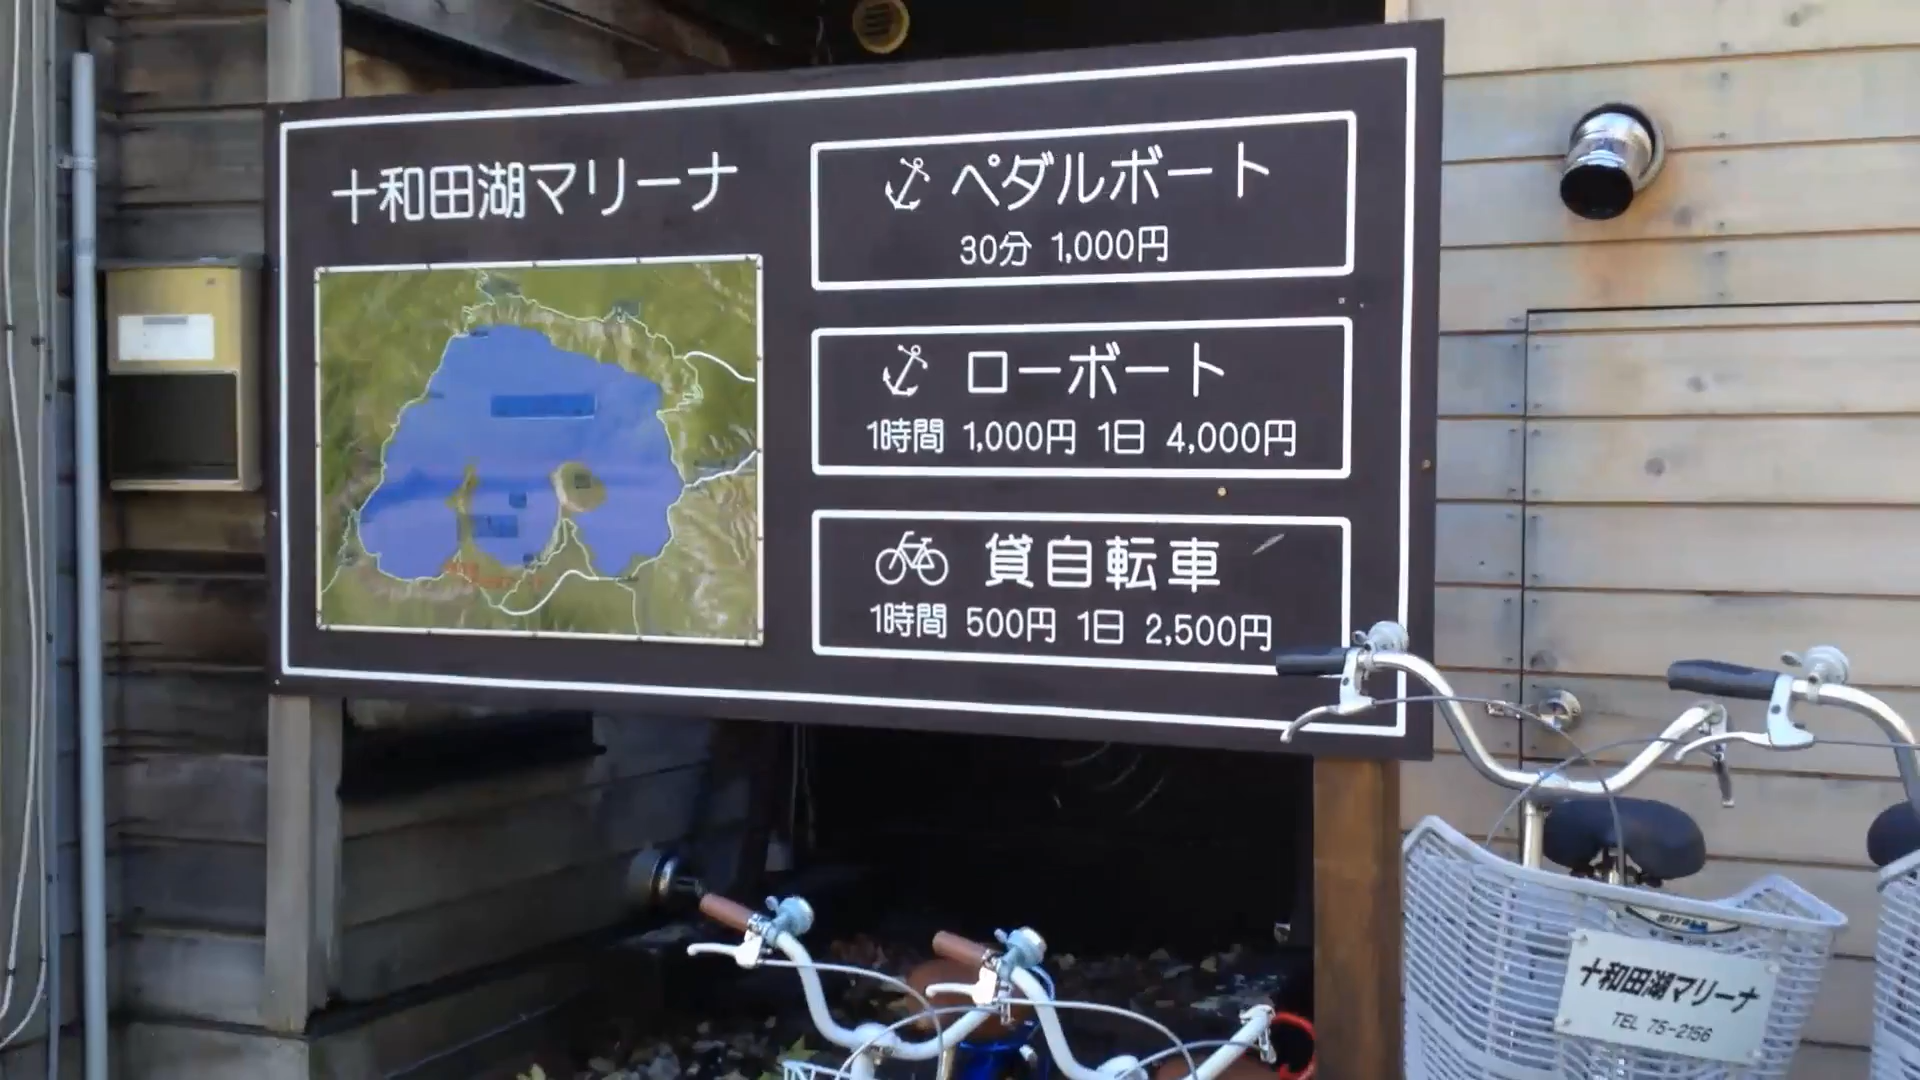 十和田湖マリーナ
ペダルボート
30分 1,000円
ローボート
1時間 1,000円 1日 4,000円
貸自転車
1時間 500円 1日 2,500円
十和田湖マリーナ
TEL 75-2156